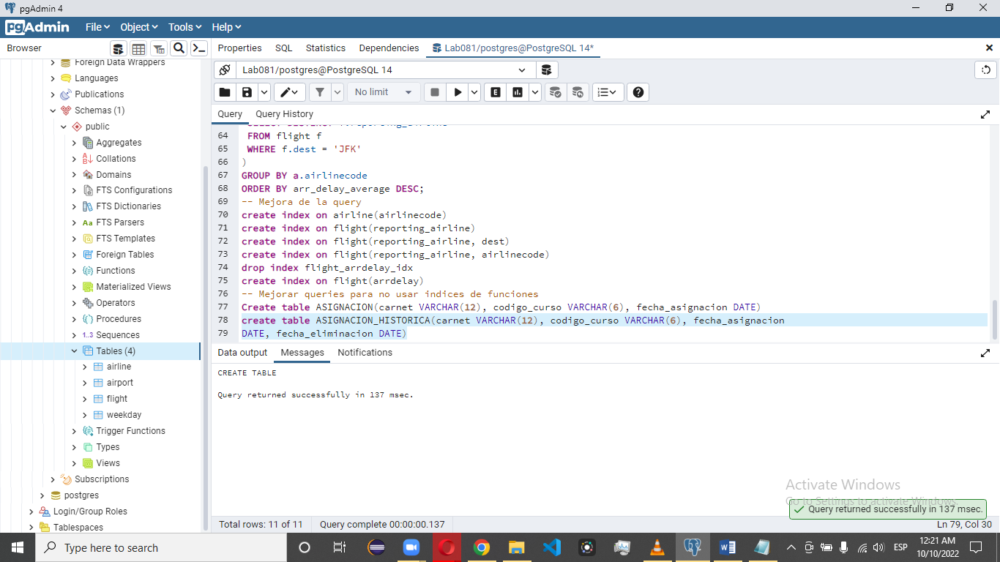 pgAdmin 4
pgAdmin
File Object Tools Help
Browser
Properties SQL Statistics Dependencies Lab081/postgres@PostgreSQL 14*
Foreign Data Wrappers
Languages
Publications
Schemas (1)
public
Aggregates
Collations
Domains
FTS Configurations
FTS Dictionaries
Aa FTS Parsers
FTS Templates
Foreign Tables
Functions
Materialized Views
Operators
Procedures
1..3 Sequences
Tables (4)
airline
airport
flight
weekday
Trigger Functions
Types
Views
Subscriptions
postgres
Login/Group Roles
Tablespaces
Lab081/postgres@PostgreSQL 14
No limit
E
Query Query History
64 FROM flight f
65 WHERE f.dest = 'JFK'
66 )
67 GROUP BY a.airlinecode
68 ORDER BY arr_delay_average DESC;
69 -- Mejora de la query
70 create index on airline(airlinecode)
71 create index on flight(reporting_airline)
72 create index on flight(reporting_airline, dest)
73 create index on flight(reporting_airline, airlinecode)
74 drop index flight_arrdelay_idx
75 create index on flight(arrdelay)
76 -- Mejorar queries para no usar indices de funciones
77 Create table ASIGNACION(carnet VARCHAR(12), codigo_curso VARCHAR(6), fecha_asignacion DATE)
78 create table ASIGNACION_HISTORICA(carnet VARCHAR(12), codigo_curso VARCHAR(6), fecha_asignacion
79 DATE, fecha_eliminacion DATE)
Data output Messages Notifications
CREATE TABLE
Query returned successfully in 137 msec.
Activate Windows
Go to Settings to activate Windows.
Query returned successfully in 137 msec.
Total rows: 11 of 11 Query complete 00:00:00.137 Ln 79, Col 30
Type here to search
ESP
12:21 AM
10/10/2022